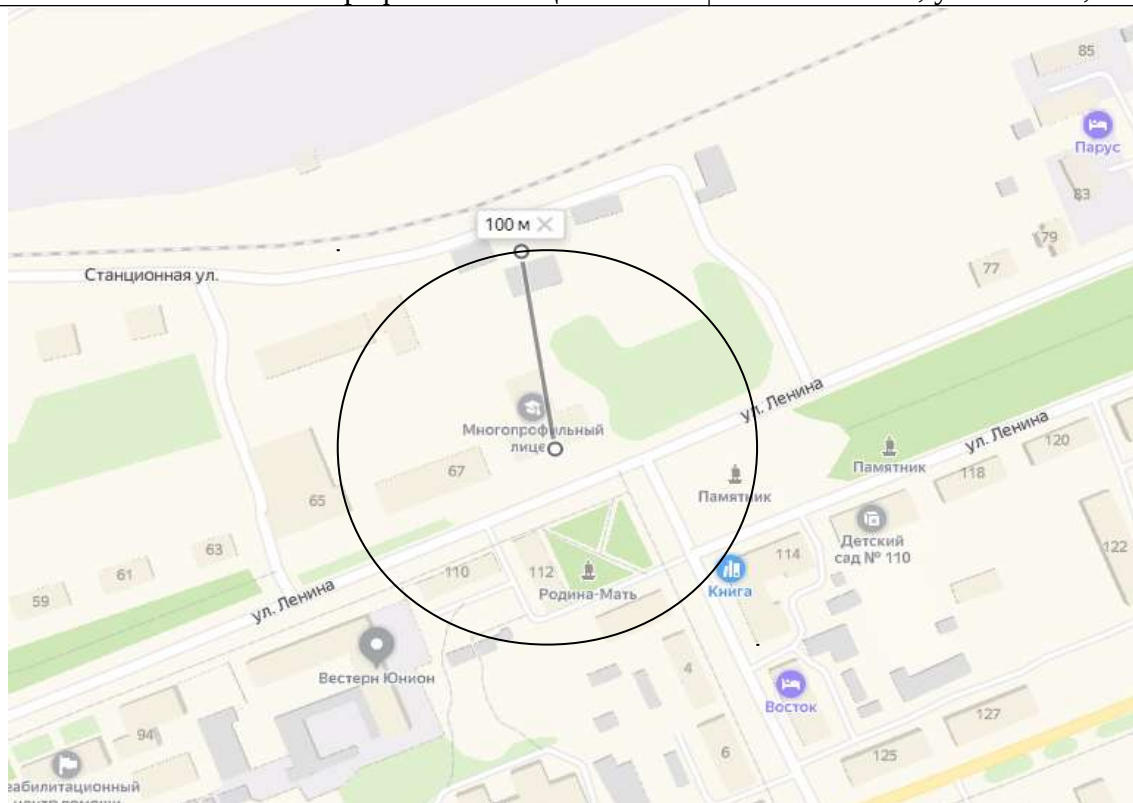 85
Парус
83
100 м
79
77
Станционная ул.
ул. Ленина
Многопрофильный
лице
67
65
Памятник
ул. Ленина
120
118
Памятник
Детский
сад № 110
122
114
Книга
63
61
59
110
112
Родина-Мать
ул. Ленина
Вестерн Юнион
4
Восток
127
94
6
125